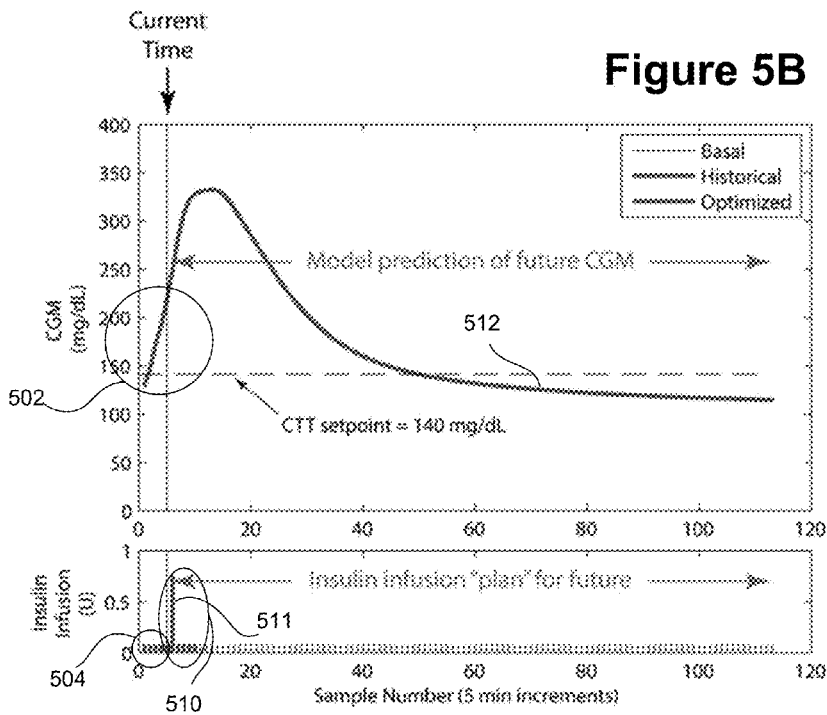 Current
Time
Figure 5B
400
350
300
250
200
150
100
50
0
CGM
(mg/dL)
Basal
Historical
Optimized
Model prediction of future CGM
512
502
CTT setpoint = 140 mg/dL
0 20 40 60 80 100 120
1
0.5
0
Insulin
Infusion
(U)
Insulin infusion "plan" for future
511
504
0 20 40 60 80 100 120
510
Sample Number (5 min increments)